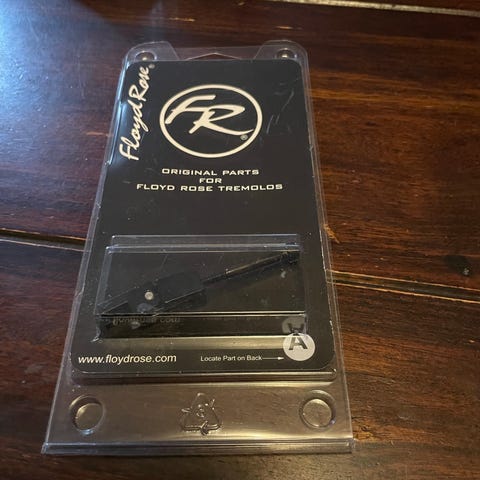 Floyd Rose®
FR®
ORIGINAL PARTS
FOR
FLOYD ROSE TREMOLOS
www.floydrose.com
Locate Part on Back
A